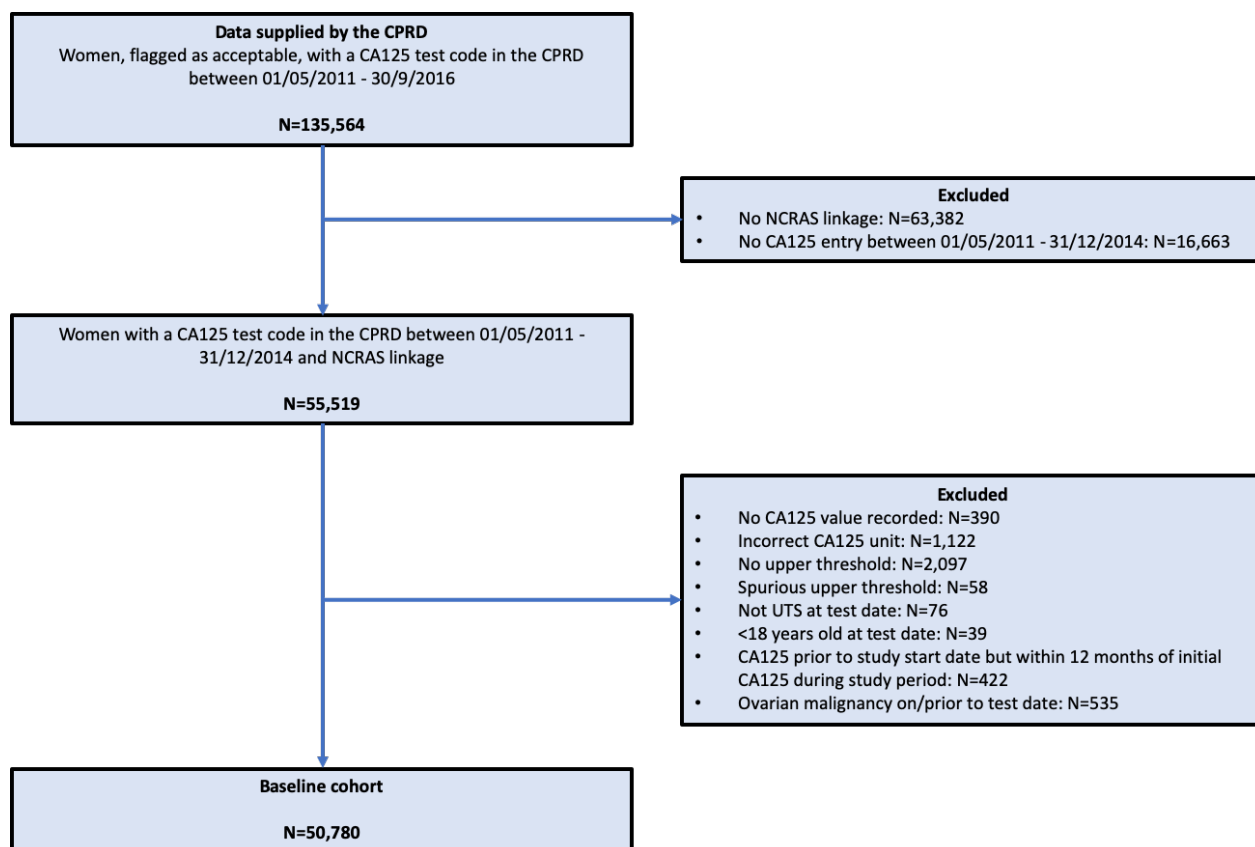 Data supplied by the CPRD
Women, flagged as acceptable, with a CA125 test code in the CPRD
between 01/05/2011 - 30/9/2016
N=135,564
Excluded
• No NCRAS linkage: N=63,382
• No CA125 entry between 01/05/2011 - 31/12/2014: N=16,663
Women with a CA125 test code in the CPRD between 01/05/2011 -
31/12/2014 and NCRAS linkage
N=55,519
Excluded
• No CA125 value recorded: N=390
• Incorrect CA125 unit: N=1,122
• No upper threshold: N=2,097
• Spurious upper threshold: N=58
• Not UTS at test date: N=76
• <18 years old at test date: N=39
• CA125 prior to study start date but within 12 months of initial
CA125 during study period: N=422
• Ovarian malignancy on/prior to test date: N=535
Baseline cohort
N=50,780